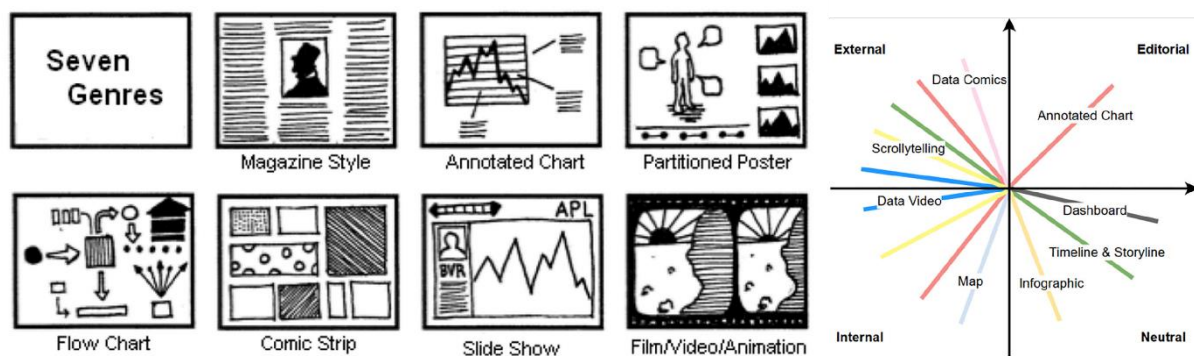 Seven
Genres
Magazine Style
Annotated Chart
Partitioned Poster
APL
BVR
Flow Chart
Comic Strip
Slide Show
Film/Video/Animation
External
Editorial
Data Comics
Annotated Chart
Scrollytelling
Data Video
Dashboard
Timeline & Storyline
Map
Infographic
Internal
Neutral